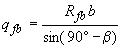 q_fb = R_fb b / sin( 90° − β)